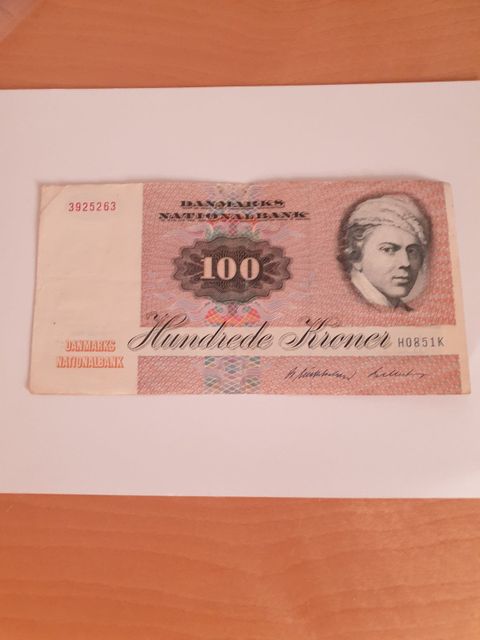 3925263
DANMARKS
NATIONALBANK
100
Hundrede Kroner
H0851K
DANMARKS
NATIONALBANK